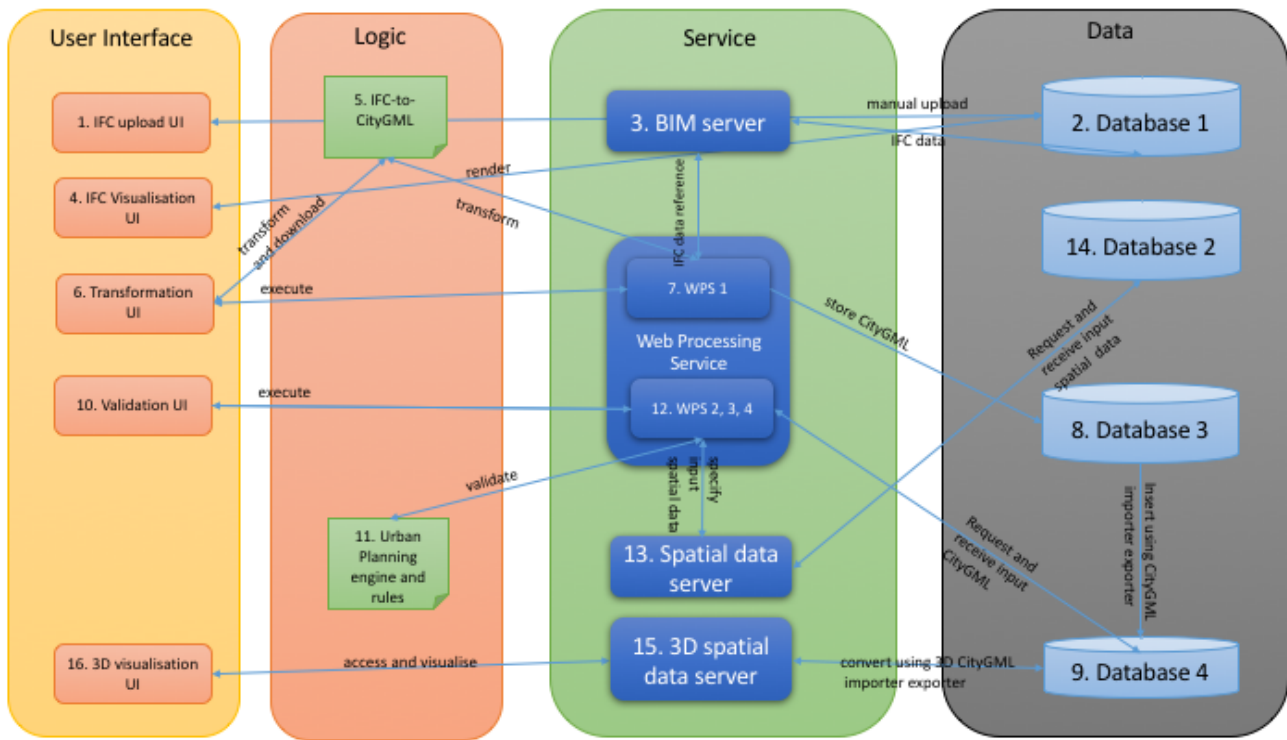 User Interface
Logic
Service
Data
1. IFC upload UI
5. IFC-to-
CityGML
3. BIM server
manual upload
2. Database 1
IFC data
4. IFC Visualisation
UI
render
transform
and download
transform
IFC data reference
14. Database 2
6. Transformation
UI
execute
7. WPS 1
store CityGML
Web Processing
Service
Request and
receive input
spatial data
10. Validation UI
execute
12. WPS 2, 3, 4
8. Database 3
validate
specify
input
spatial data
Insert using CityGML
importer exporter
11. Urban
Planning
engine and
rules
13. Spatial data
server
Request and
receive input
CityGML
16. 3D visualisation
UI
access and visualise
15. 3D spatial
data server
convert using 3D CityGML
importer exporter
9. Database 4